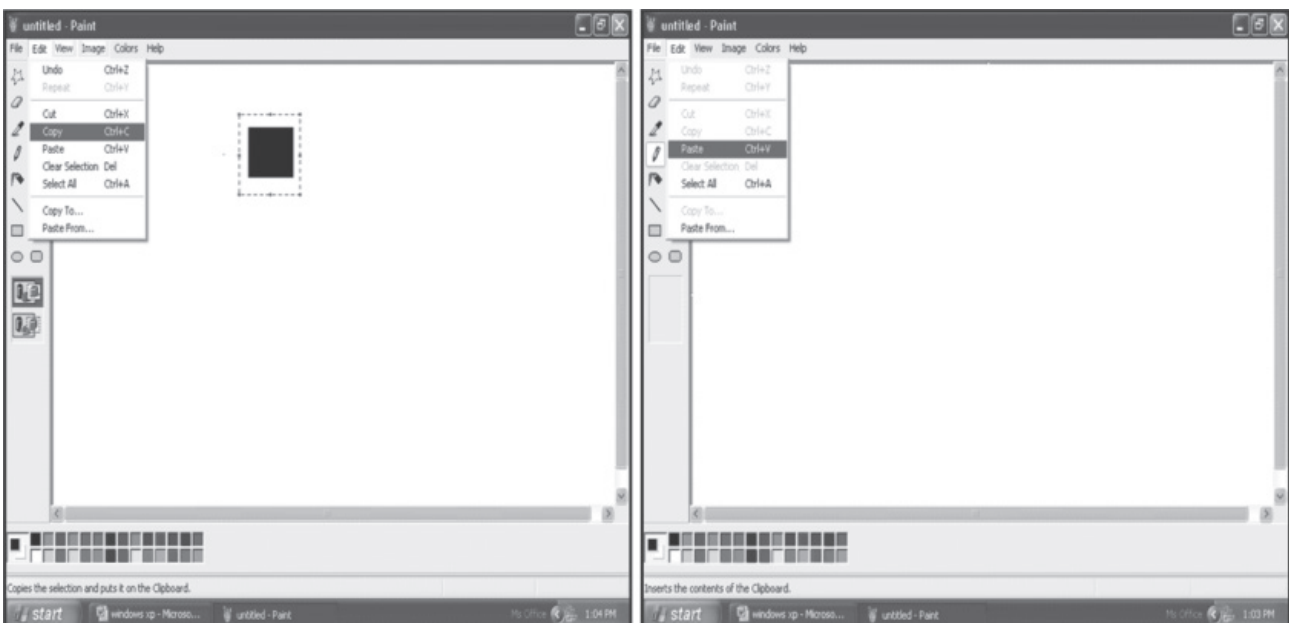 untitled - Paint
File Edit View Image Colors Help
Undo Ctrl+Z
Repeat Ctrl+Y
Cut Ctrl+X
Copy Ctrl+C
Paste Ctrl+V
Clear Selection Del
Select All Ctrl+A
Copy To...
Paste From...
Copies the selection and puts it on the Clipboard.
start windows xp - Microso... untitled - Paint Ms Office 1:04 PM
untitled - Paint
File Edit View Image Colors Help
Undo Ctrl+Z
Repeat Ctrl+Y
Cut Ctrl+X
Copy Ctrl+C
Paste Ctrl+V
Clear Selection Del
Select All Ctrl+A
Copy To...
Paste From...
Inserts the contents of the Clipboard.
start windows xp - Microso... untitled - Paint Ms Office 1:03 PM